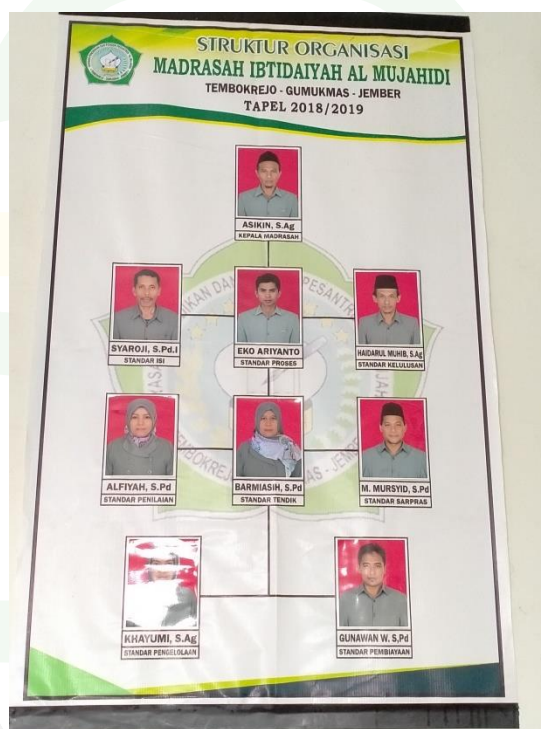 STRUKTUR ORGANISASI
MADRASAH IBTIDAIYAH AL MUJAHIDI
TEMBOKREJO - GUMUKMAS - JEMBER
TAPEL 2018/2019
ASIKIN, S.Ag
KEPALA MADRASAH
SYAROJI, S.Pd.I
STANDAR ISI
EKO ARIYANTO
STANDAR PROSES
HAIDARUL MUHIB, S.Ag
STANDAR KELULUSAN
ALFIYAH, S.Pd
STANDAR PENILAIAN
BARMIASIH, S.Pd
STANDAR TENDIK
M. MURSYID, S.Pd
STANDAR SARPRAS
KHAYUMI, S.Ag
STANDAR PENGELOLAAN
GUNAWAN W. S,Pd
STANDAR PEMBIAYAAN